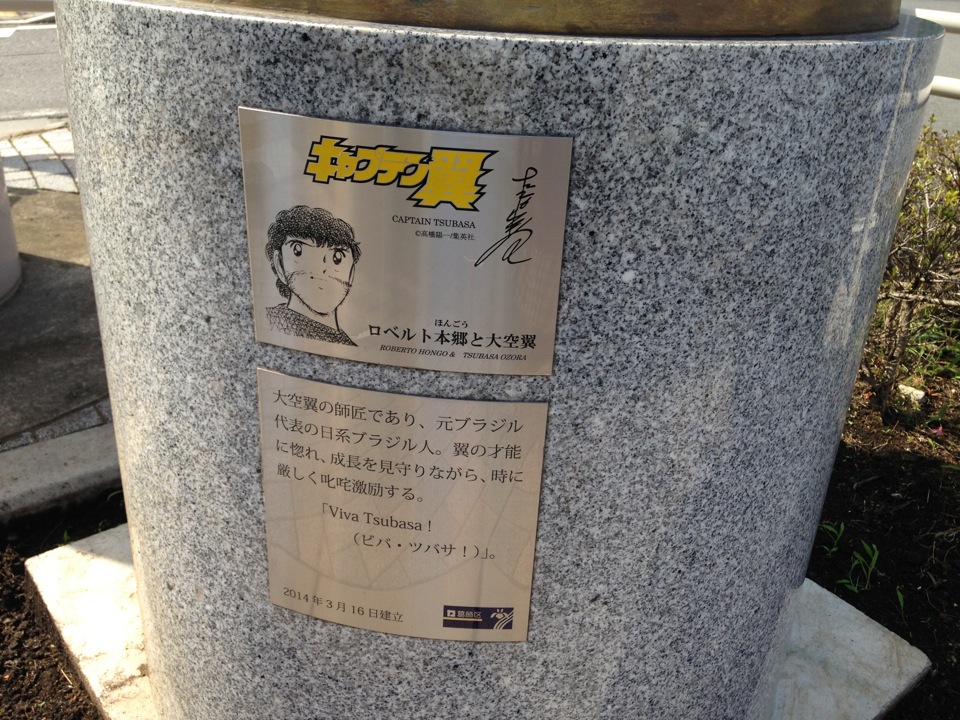 キャプテン翼
CAPTAIN TSUBASA
©高橋陽一/集英社
ほんごう
ロベルト本郷と大空翼
ROBERTO HONGO & TSUBASA OZORA
大空翼の師匠であり、元ブラジル
代表の日系ブラジル人。翼の才能
に惚れ、成長を見守りながら、時に
厳しく叱咤激励する。
「Viva Tsubasa！
（ビバ・ツバサ！）」。
2014年3月16日建立
葛飾区